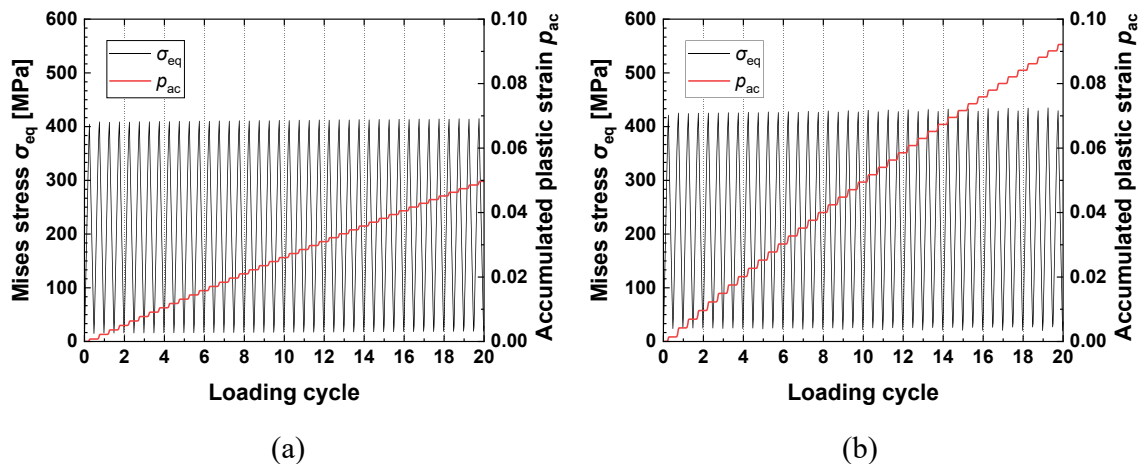 600
500
400
300
200
100
0
Mises stress σeq [MPa]
σeq
pac
0.10
0.08
0.06
0.04
0.02
0.00
Accumulated plastic strain pac
0 2 4 6 8 10 12 14 16 18 20
Loading cycle
(a)
600
500
400
300
200
100
0
Mises stress σeq [MPa]
σeq
pac
0.10
0.08
0.06
0.04
0.02
0.00
Accumulated plastic strain pac
0 2 4 6 8 10 12 14 16 18 20
Loading cycle
(b)